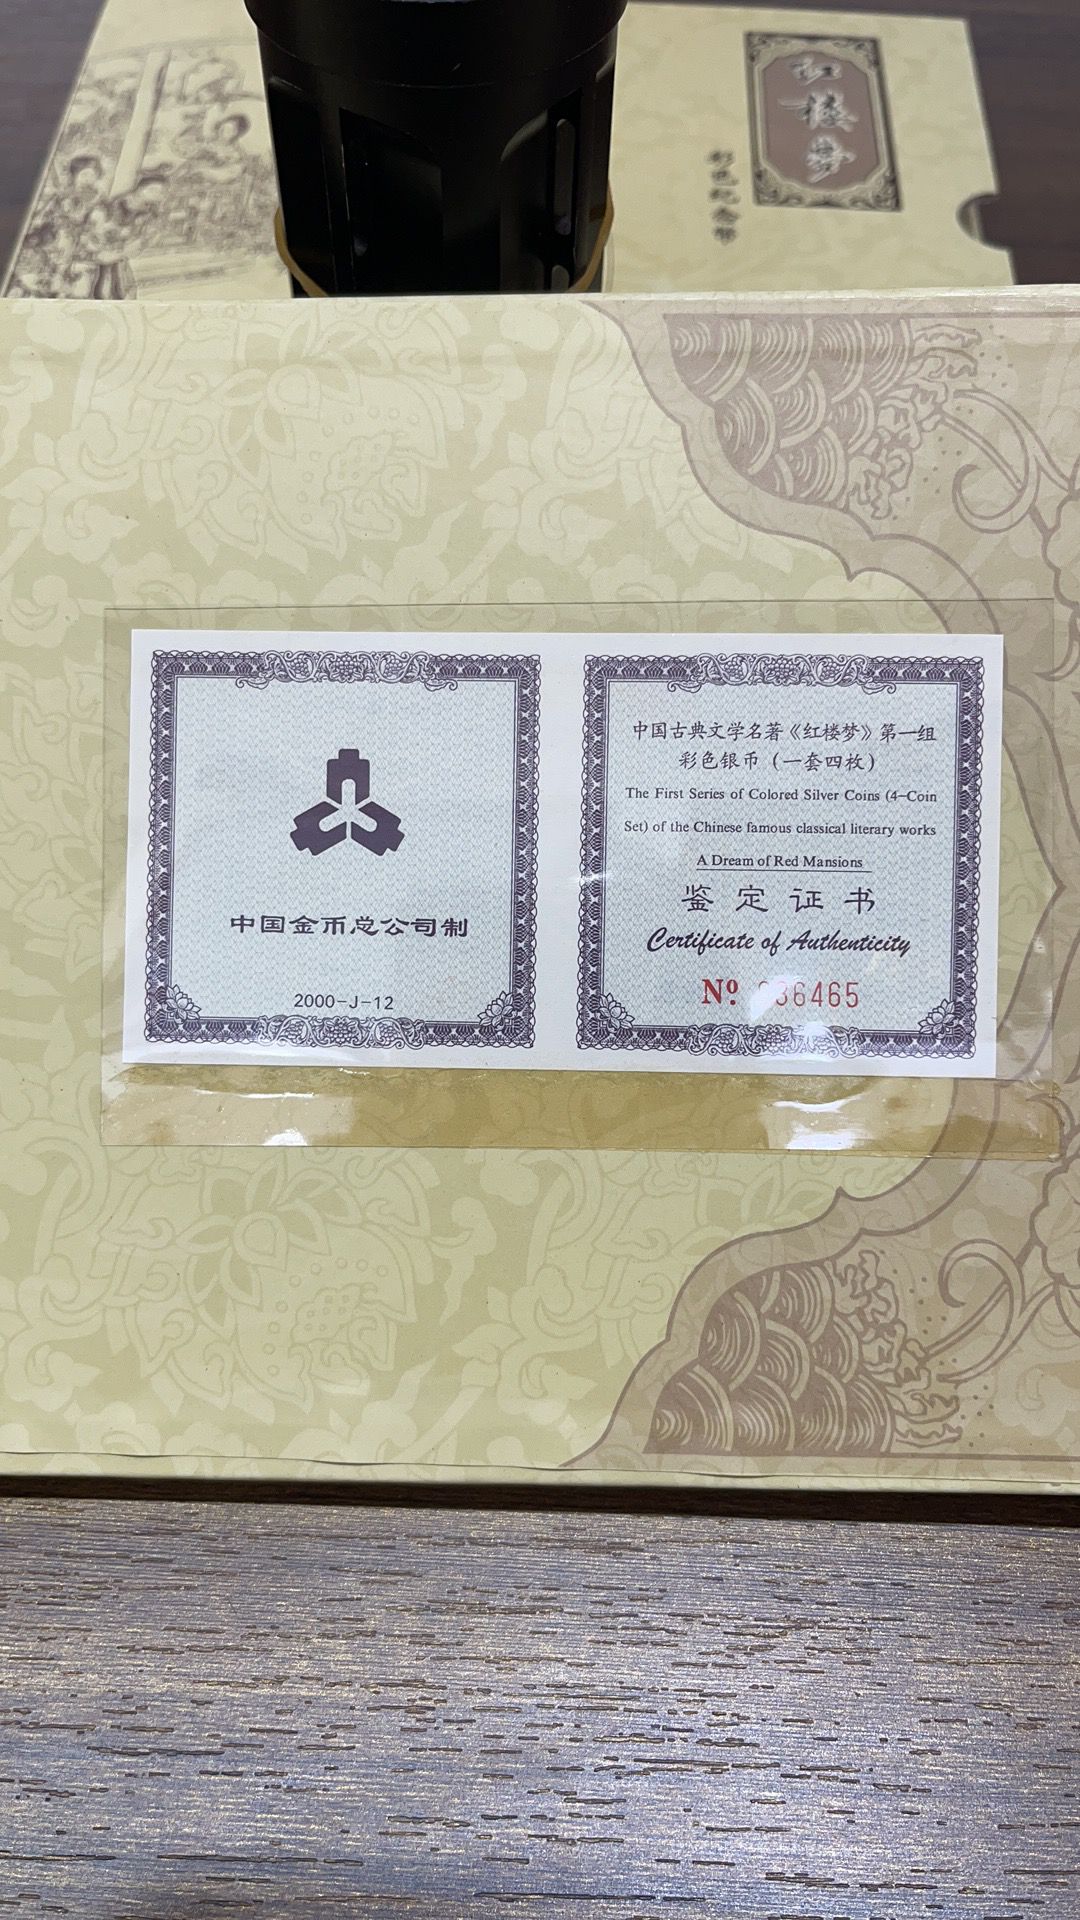 红楼梦
彩色纪念币
中国金币总公司制
2000-J-12
中国古典文学名著《红楼梦》第一组
彩色银币（一套四枚）
The First Series of Colored Silver Coins (4-Coin
Set) of the Chinese famous classical literary works
A Dream of Red Mansions
鉴定证书
Certificate of Authenticity
Nº. 36465